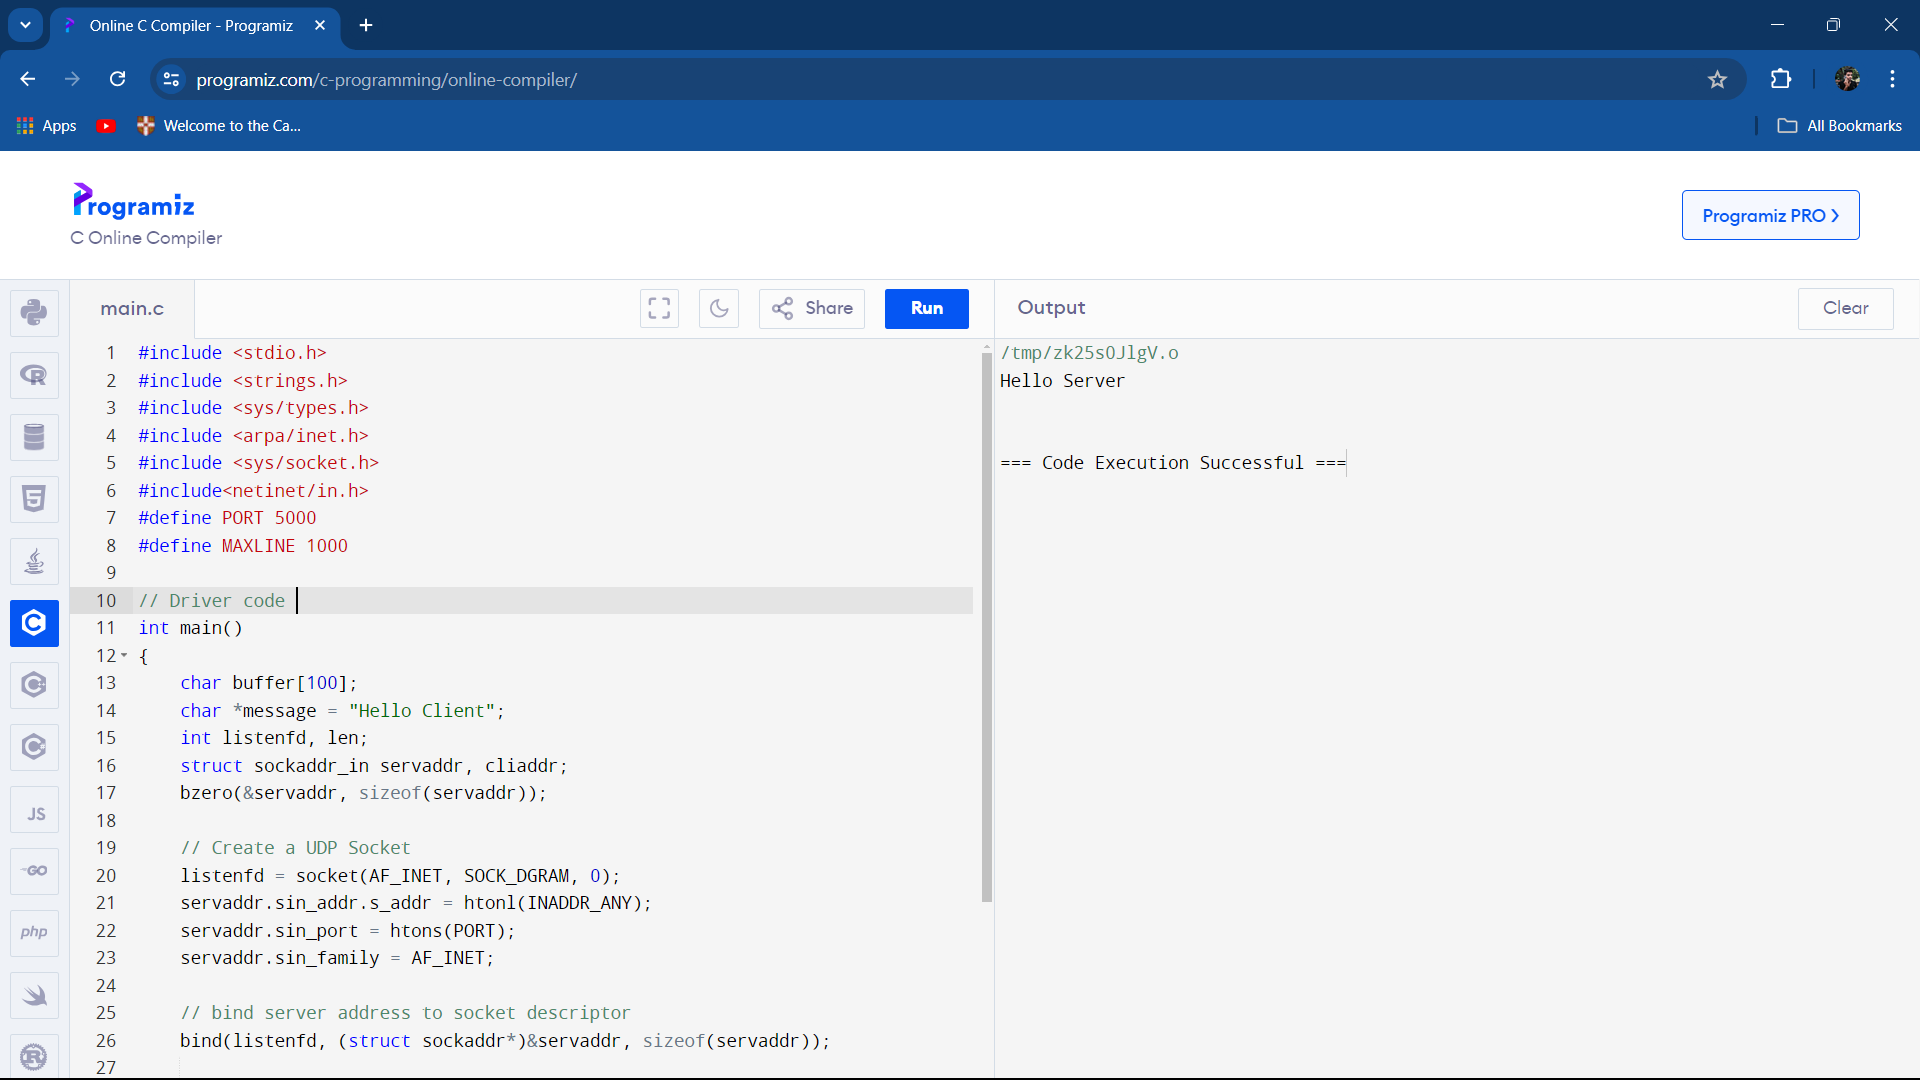 Online C Compiler - Programiz
programiz.com/c-programming/online-compiler/
Apps
Welcome to the Ca...
All Bookmarks
Programiz
C Online Compiler
Programiz PRO ❯
main.c
Share
Run
Output
Clear
1 #include <stdio.h>
2 #include <strings.h>
3 #include <sys/types.h>
4 #include <arpa/inet.h>
5 #include <sys/socket.h>
6 #include<netinet/in.h>
7 #define PORT 5000
8 #define MAXLINE 1000
9
10 // Driver code
11 int main()
12 {
13 char buffer[100];
14 char *message = "Hello Client";
15 int listenfd, len;
16 struct sockaddr_in servaddr, cliaddr;
17 bzero(&servaddr, sizeof(servaddr));
18
19 // Create a UDP Socket
20 listenfd = socket(AF_INET, SOCK_DGRAM, 0);
21 servaddr.sin_addr.s_addr = htonl(INADDR_ANY);
22 servaddr.sin_port = htons(PORT);
23 servaddr.sin_family = AF_INET;
24
25 // bind server address to socket descriptor
26 bind(listenfd, (struct sockaddr*)&servaddr, sizeof(servaddr));
27
/tmp/zk25sOJlgV.o
Hello Server
=== Code Execution Successful ===
R
5
C
C
C
JS
GO
php
R